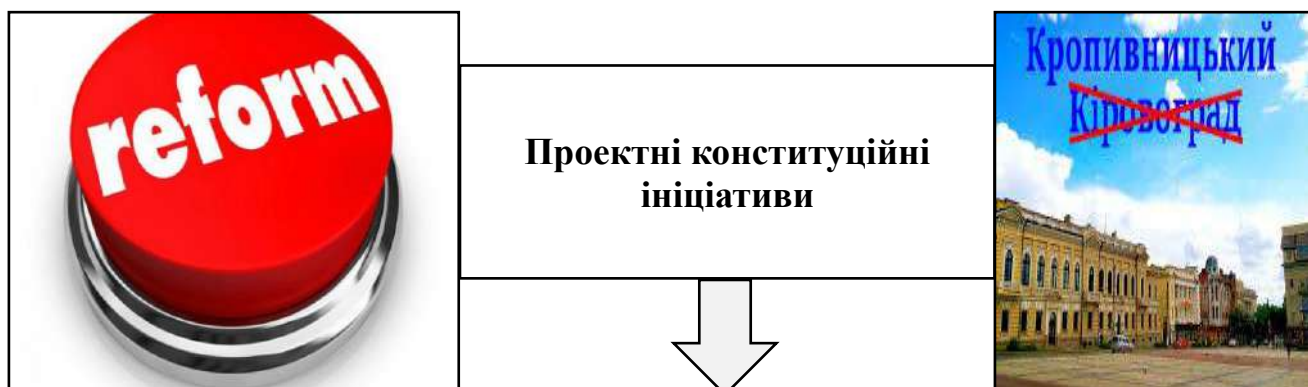 reform
Проектні конституційні
ініціативи
Кропивницький
Кіровоград